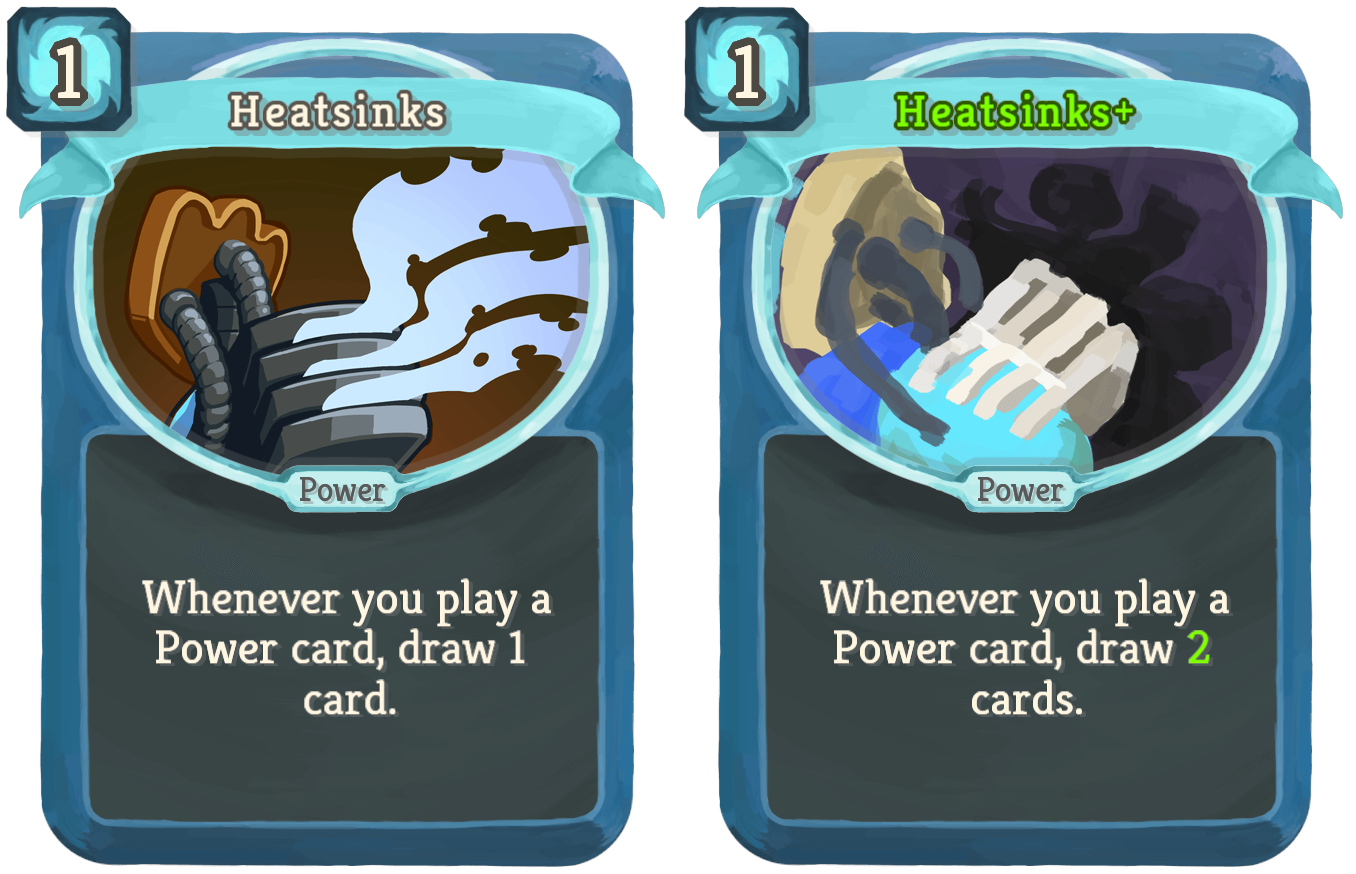 1
Heatsinks
Power
Whenever you play a
Power card, draw 1
card.
1
Heatsinks+
Power
Whenever you play a
Power card, draw 2
cards.